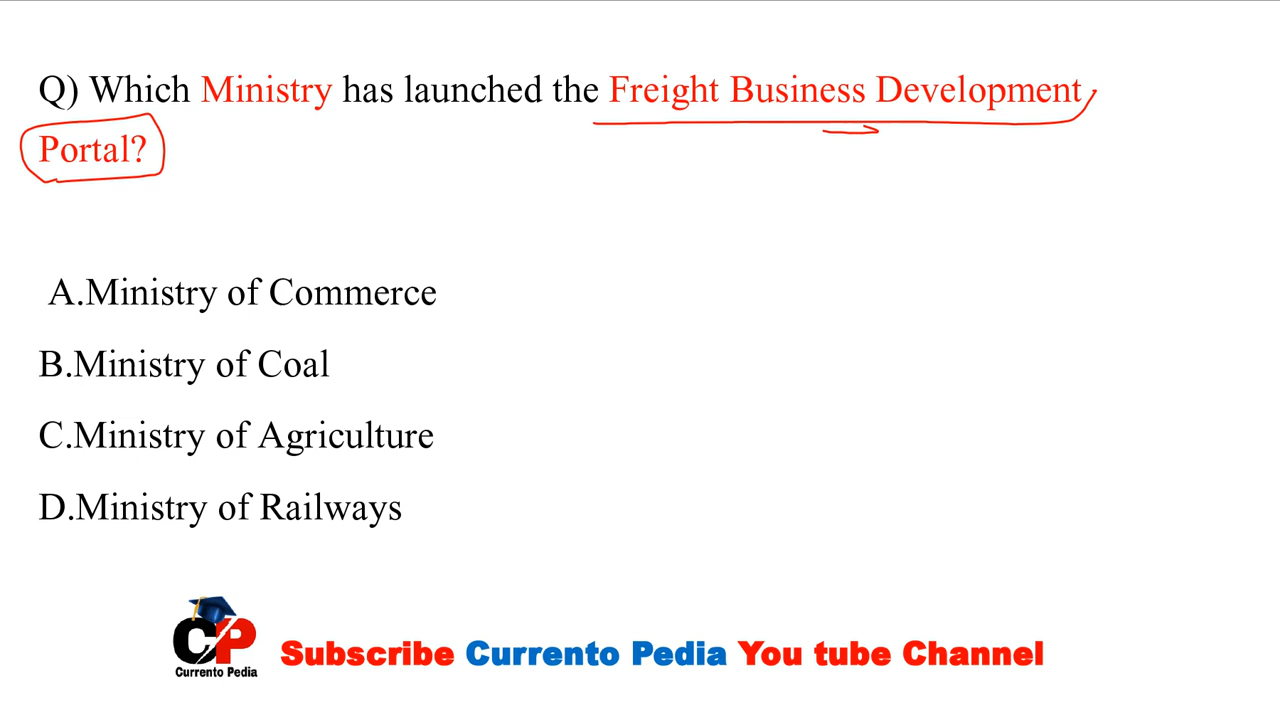 Q) Which Ministry has launched the Freight Business Development
Portal?
A.Ministry of Commerce
B.Ministry of Coal
C.Ministry of Agriculture
D.Ministry of Railways
CP
Currento Pedia
Subscribe Currento Pedia You tube Channel